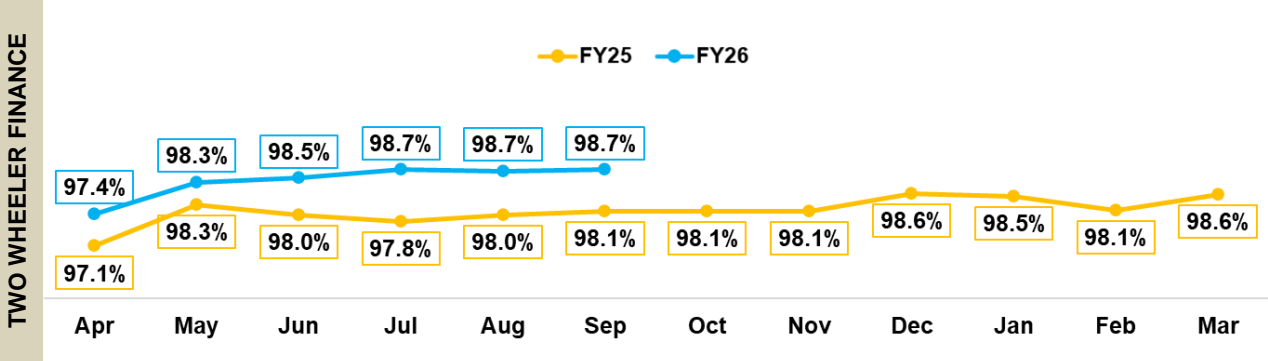 TWO WHEELER FINANCE
FY25 FY26
97.4% 98.3% 98.5% 98.7% 98.7% 98.7%
97.1% 98.3% 98.0% 97.8% 98.0% 98.1% 98.1% 98.1% 98.6% 98.5% 98.1% 98.6%
Apr May Jun Jul Aug Sep Oct Nov Dec Jan Feb Mar